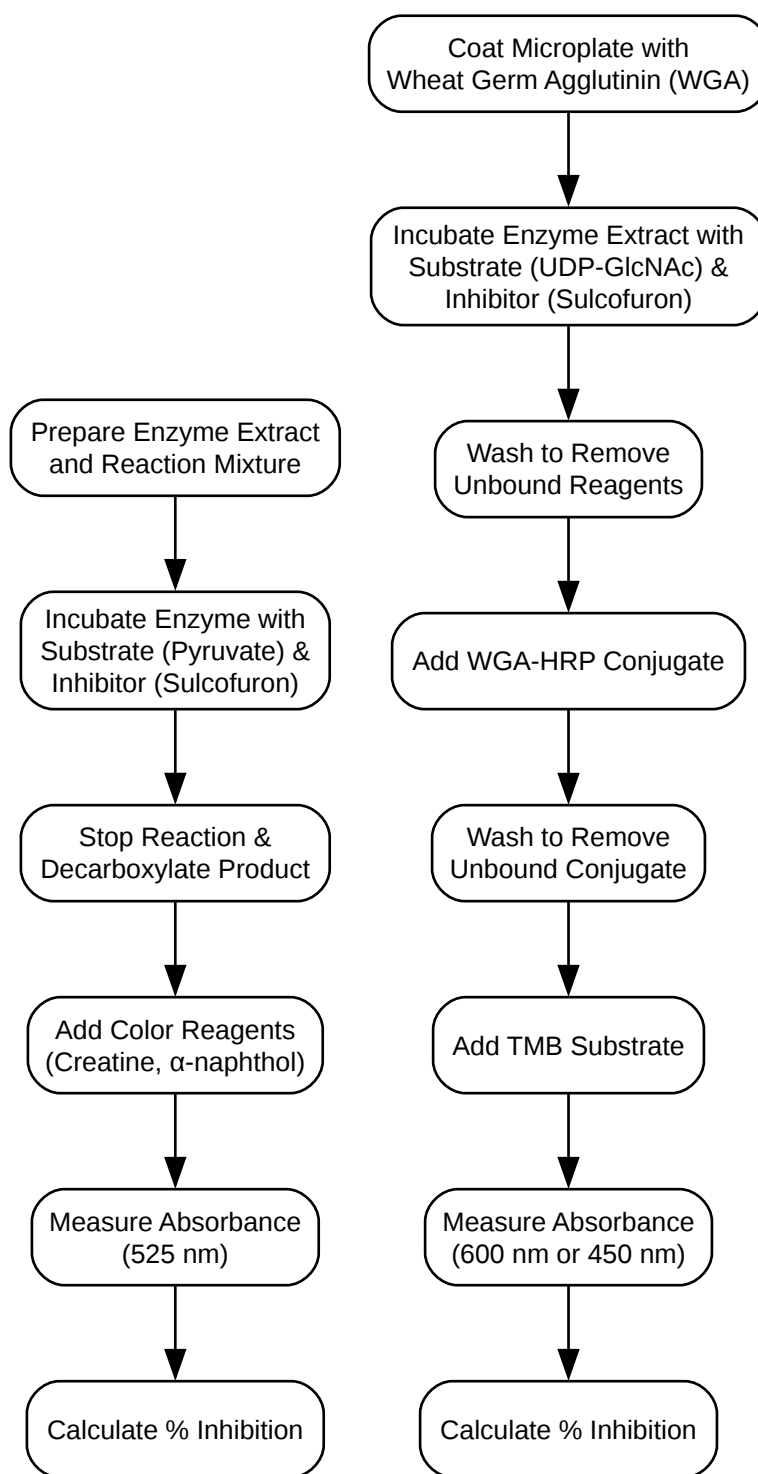 Prepare Enzyme Extract
and Reaction Mixture
Incubate Enzyme with
Substrate (Pyruvate) &
Inhibitor (Sulcofuron)
Stop Reaction &
Decarboxylate Product
Add Color Reagents
(Creatine, α-naphthol)
Measure Absorbance
(525 nm)
Calculate % Inhibition
Coat Microplate with
Wheat Germ Agglutinin (WGA)
Incubate Enzyme Extract with
Substrate (UDP-GlcNAc) &
Inhibitor (Sulcofuron)
Wash to Remove
Unbound Reagents
Add WGA-HRP Conjugate
Wash to Remove
Unbound Conjugate
Add TMB Substrate
Measure Absorbance
(600 nm or 450 nm)
Calculate % Inhibition